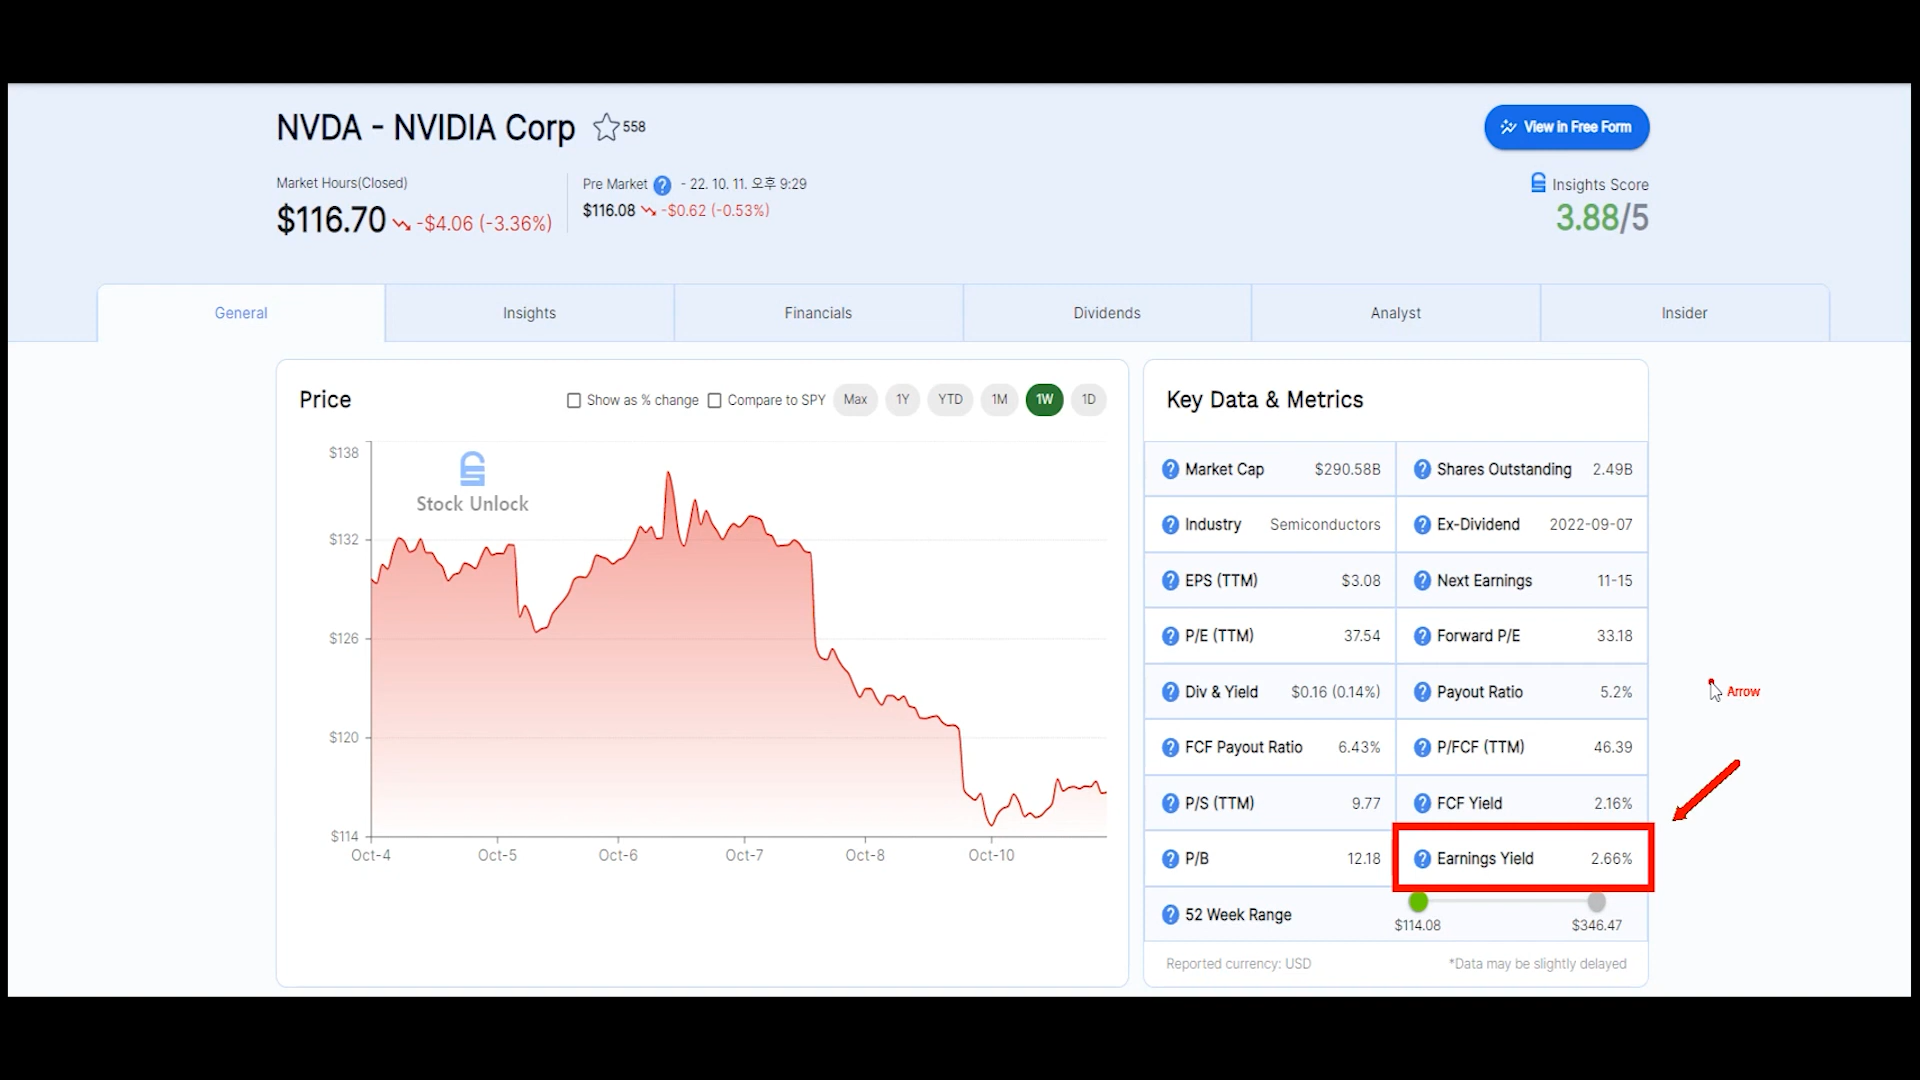 NVDA - NVIDIA Corp 558
View in Free Form
Market Hours(Closed)
$116.70 -$4.06 (-3.36%)
Pre Market ? - 22. 10. 11. 오후 9:29
$116.08 -$0.62 (-0.53%)
Insights Score
3.88/5
General Insights Financials Dividends Analyst Insider
Price
Show as % change Compare to SPY Max 1Y YTD 1M 1W 1D
Stock Unlock
$138
$132
$126
$120
$114
Oct-4 Oct-5 Oct-6 Oct-7 Oct-8 Oct-10
Key Data & Metrics
? Market Cap $290.58B ? Shares Outstanding 2.49B
? Industry Semiconductors ? Ex-Dividend 2022-09-07
? EPS (TTM) $3.08 ? Next Earnings 11-15
? P/E (TTM) 37.54 ? Forward P/E 33.18
? Div & Yield $0.16 (0.14%) ? Payout Ratio 5.2%
? FCF Payout Ratio 6.43% ? P/FCF (TTM) 46.39
? P/S (TTM) 9.77 ? FCF Yield 2.16%
? P/B 12.18 ? Earnings Yield 2.66%
? 52 Week Range $114.08 $346.47
Reported currency: USD *Data may be slightly delayed
Arrow